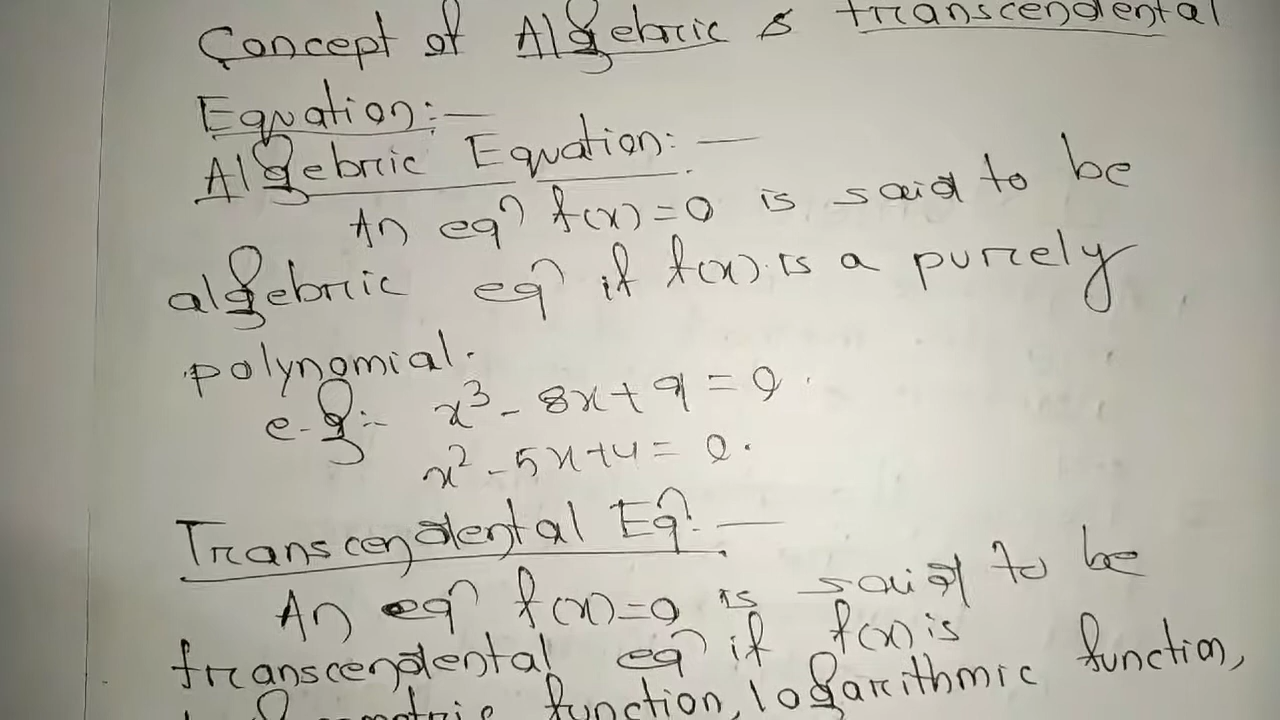 Concept of Algebric & transcendental
Equation:—
Algebric Equation:—
An eqⁿ f(x)=0 is said to be
algebric eqⁿ if f(x) is a purely
polynomial.
e.g:- x³-8x+9=0.
x²-5x+4=0.
Transcendental Eqⁿ:—
An eqⁿ f(x)=0 is said to be
transcendental eqⁿ if f(x) is
function, logarithmic function,